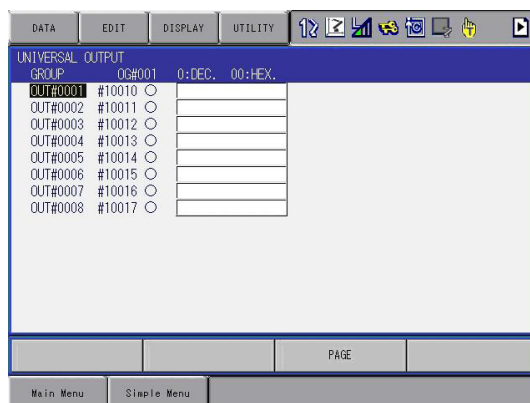 DATA EDIT DISPLAY UTILITY
UNIVERSAL OUTPUT
GROUP OG#001 0:DEC. 00:HEX.
OUT#0001 #10010
OUT#0002 #10011
OUT#0003 #10012
OUT#0004 #10013
OUT#0005 #10014
OUT#0006 #10015
OUT#0007 #10016
OUT#0008 #10017
PAGE
Main Menu Simple Menu